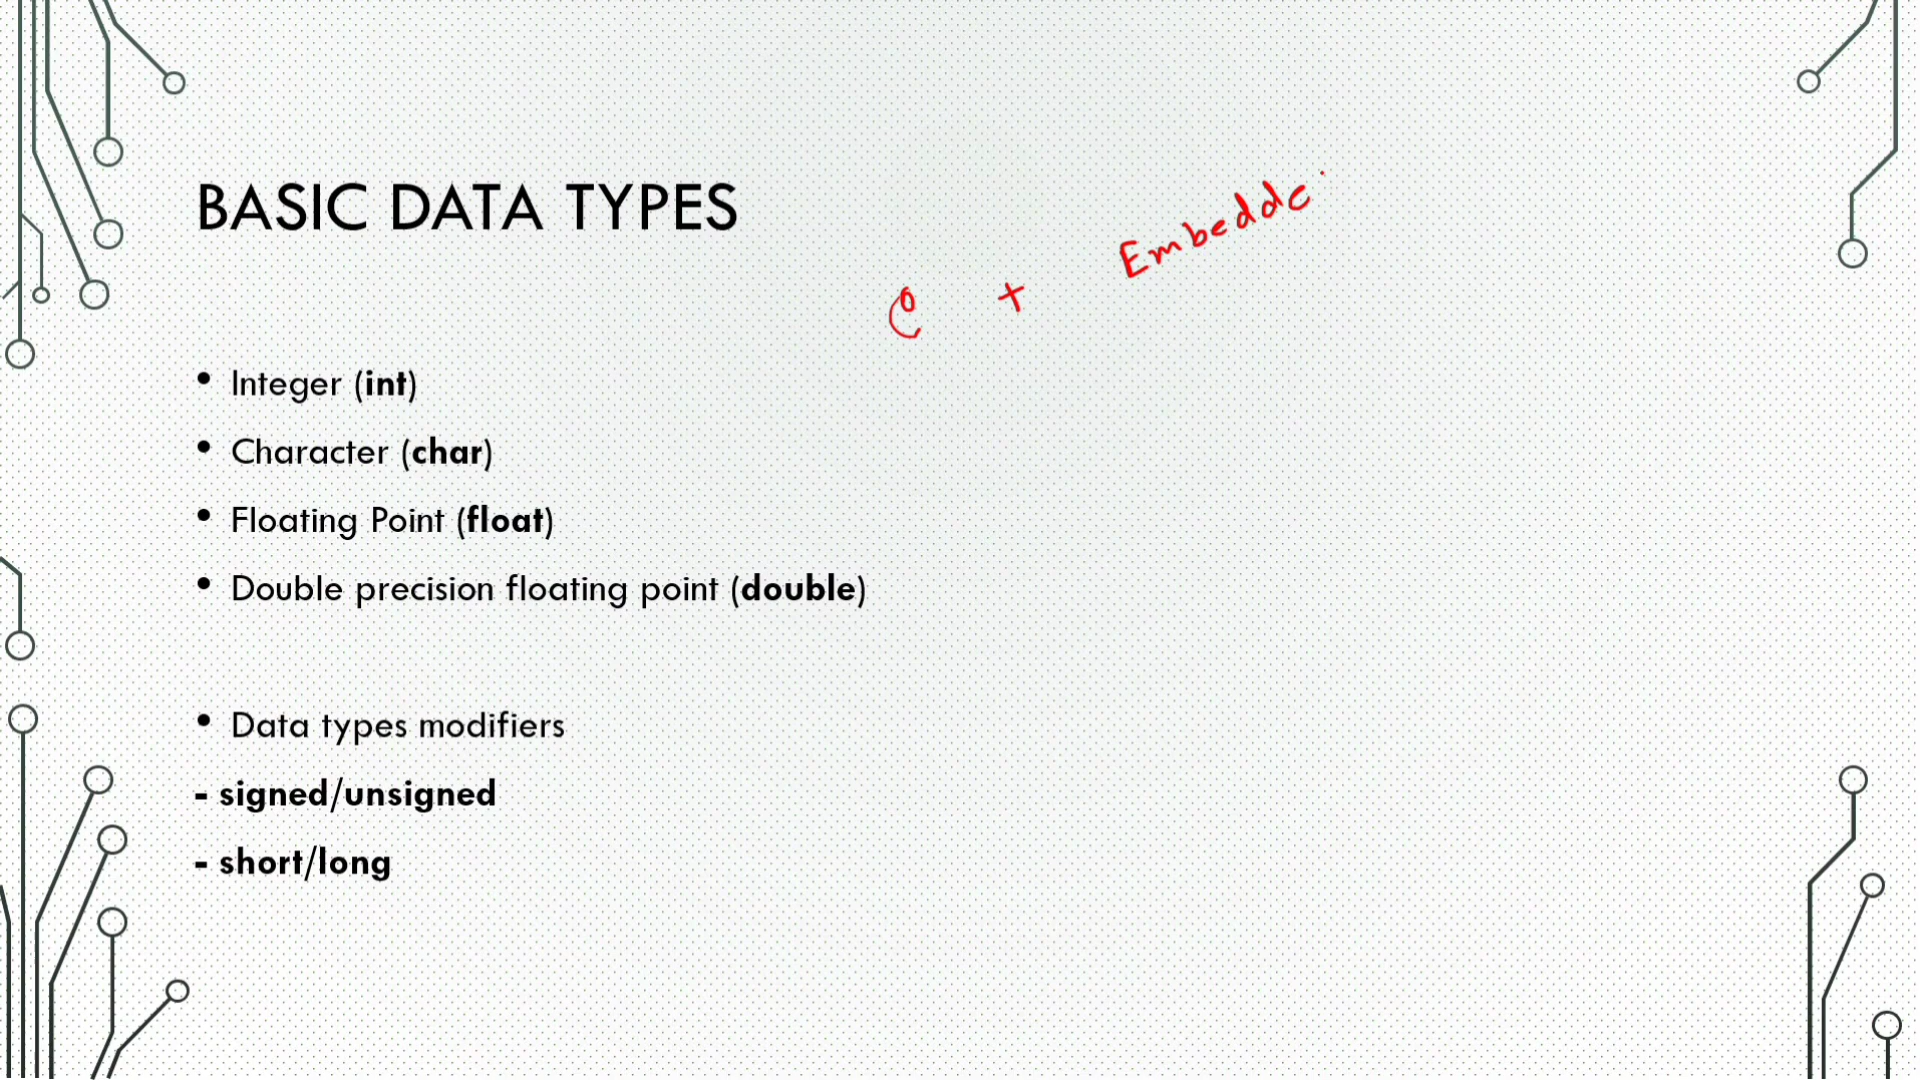 BASIC DATA TYPES
C + Embedde
• Integer (int)
• Character (char)
• Floating Point (float)
• Double precision floating point (double)
• Data types modifiers
- signed/unsigned
- short/long